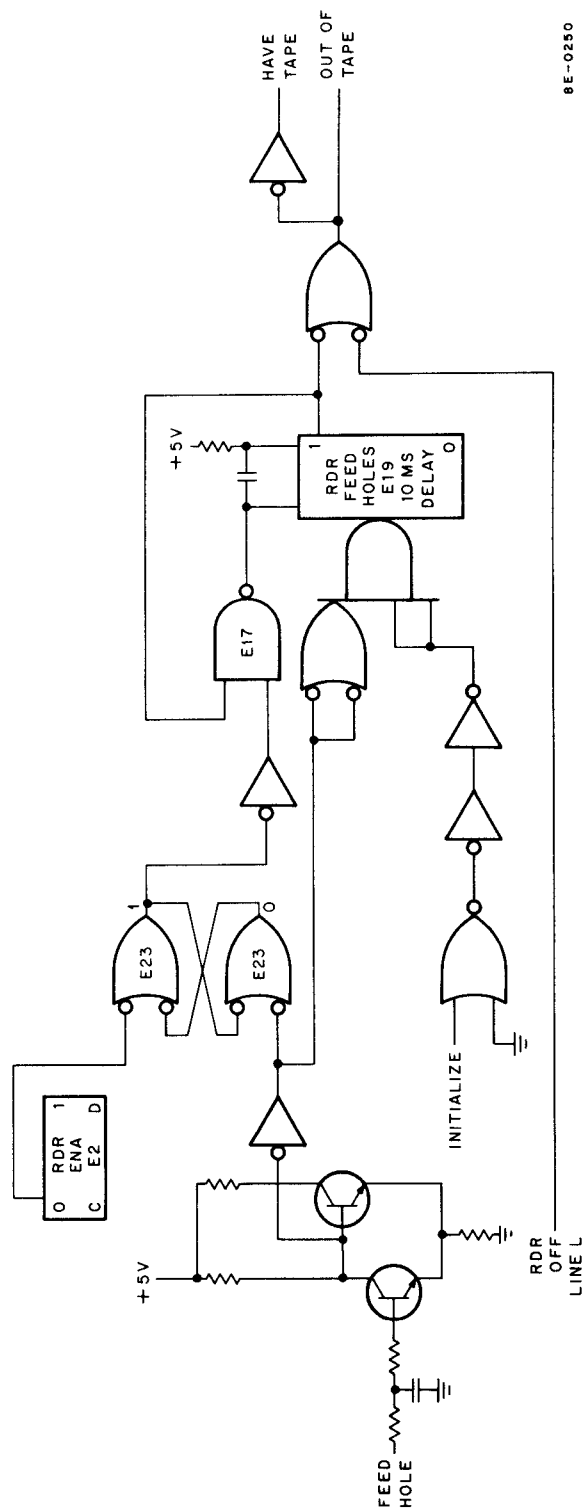 HAVE
TAPE
OUT OF
TAPE
8E-0250
+5V
1
RDR
FEED
HOLES
E19
10 MS
DELAY
0
E17
1
E23
0
E23
0 RDR 1
ENA
C E2 D
+5V
INITIALIZE
FEED
HOLE
RDR
OFF
LINE L